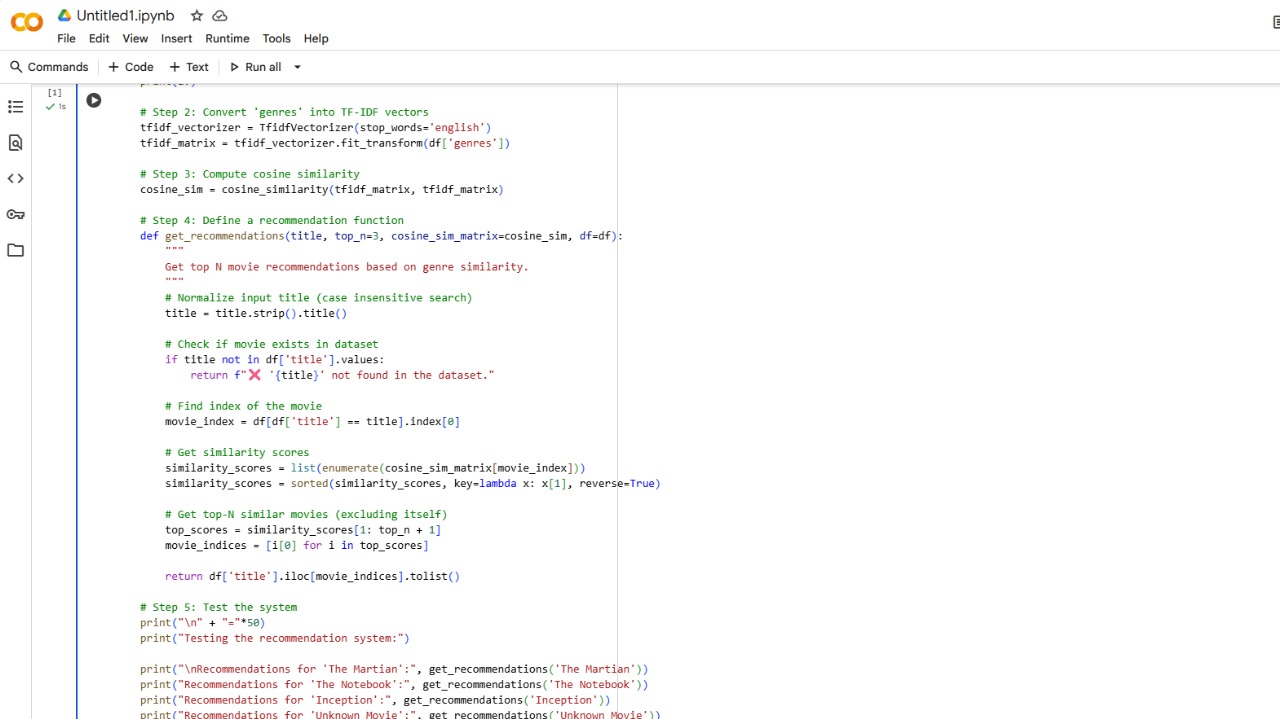 Untitled1.ipynb
File Edit View Insert Runtime Tools Help
Commands + Code + Text Run all
[1]
1s
# Step 2: Convert 'genres' into TF-IDF vectors
tfidf_vectorizer = TfidfVectorizer(stop_words='english')
tfidf_matrix = tfidf_vectorizer.fit_transform(df['genres'])
# Step 3: Compute cosine similarity
cosine_sim = cosine_similarity(tfidf_matrix, tfidf_matrix)
# Step 4: Define a recommendation function
def get_recommendations(title, top_n=3, cosine_sim_matrix=cosine_sim, df=df):
"""
Get top N movie recommendations based on genre similarity.
"""
# Normalize input title (case insensitive search)
title = title.strip().title()
# Check if movie exists in dataset
if title not in df['title'].values:
return f"❌ '{title}' not found in the dataset."
# Find index of the movie
movie_index = df[df['title'] == title].index[0]
# Get similarity scores
similarity_scores = list(enumerate(cosine_sim_matrix[movie_index]))
similarity_scores = sorted(similarity_scores, key=lambda x: x[1], reverse=True)
# Get top-N similar movies (excluding itself)
top_scores = similarity_scores[1: top_n + 1]
movie_indices = [i[0] for i in top_scores]
return df['title'].iloc[movie_indices].tolist()
# Step 5: Test the system
print("\n" + "="*50)
print("Testing the recommendation system:")
print("\nRecommendations for 'The Martian':", get_recommendations('The Martian'))
print("Recommendations for 'The Notebook':", get_recommendations('The Notebook'))
print("Recommendations for 'Inception':", get_recommendations('Inception'))
print("Recommendations for 'Unknown Movie':", get_recommendations('Unknown Movie'))